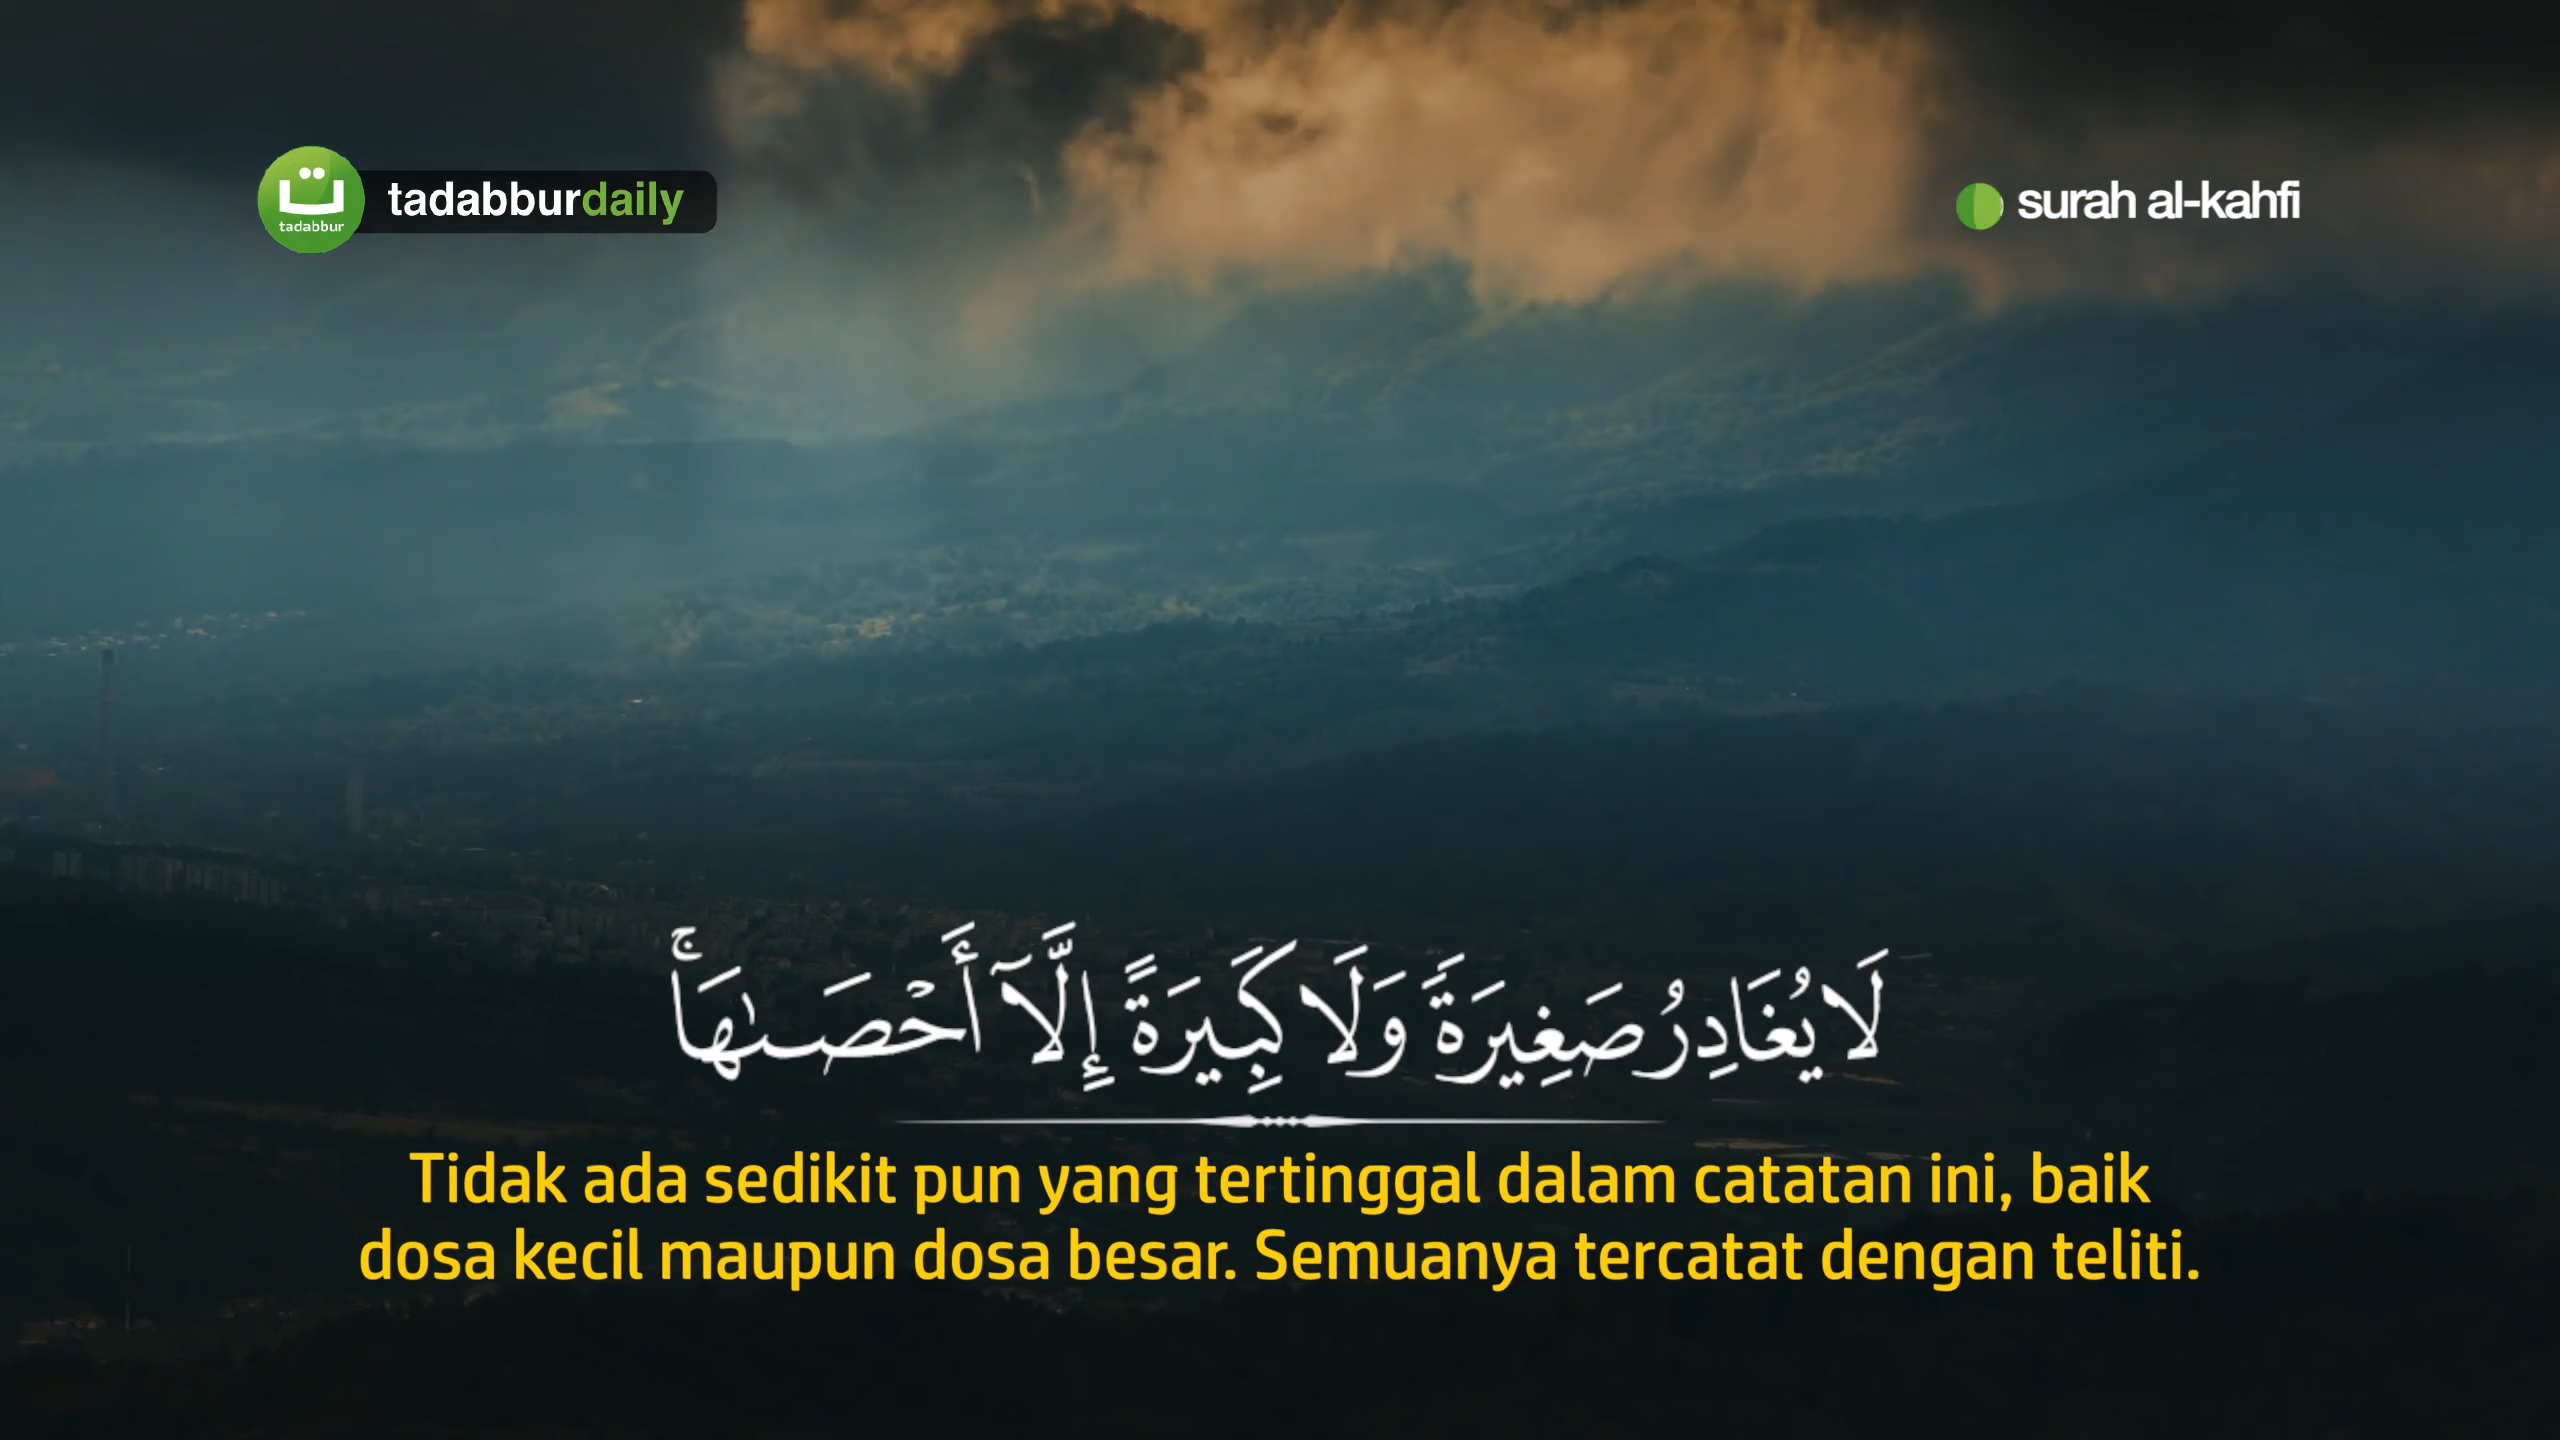 ت
tadabbur
tadabburdaily
surah al-kahfi
لَا يُغَادِرُ صَغِيرَةً وَلَا كَبِيرَةً إِلَّآ أَحْصَىٰهَا ۚ
Tidak ada sedikit pun yang tertinggal dalam catatan ini, baik
dosa kecil maupun dosa besar. Semuanya tercatat dengan teliti.